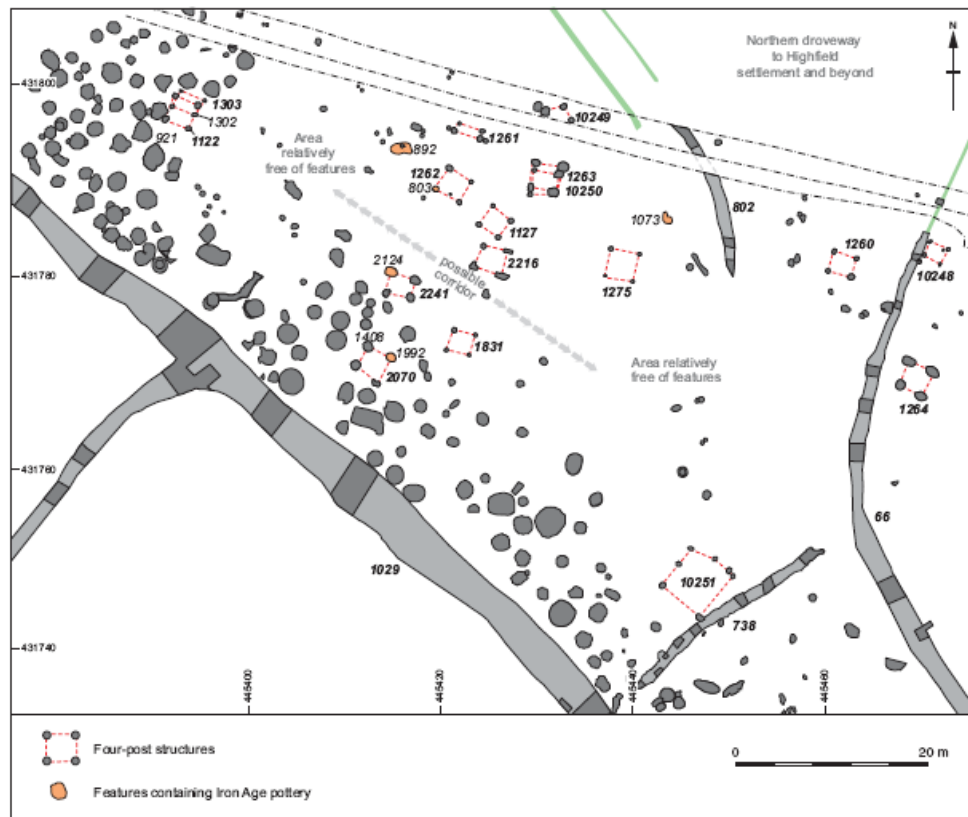 Northern droveway
to Highfield
settlement and beyond
N
431800
1303
1302
921
1122
Area
relatively
free of features
892
1261
10249
1262
803
1263
10250
1127
1073
802
2216
2124
possible
corridor
2241
1275
1260
10248
1408
1992
1831
2070
Area relatively
free of features
1264
431780
431760
66
1029
10251
738
431740
445400
445420
445440
445460
Four-post structures
Features containing Iron Age pottery
0
20 m